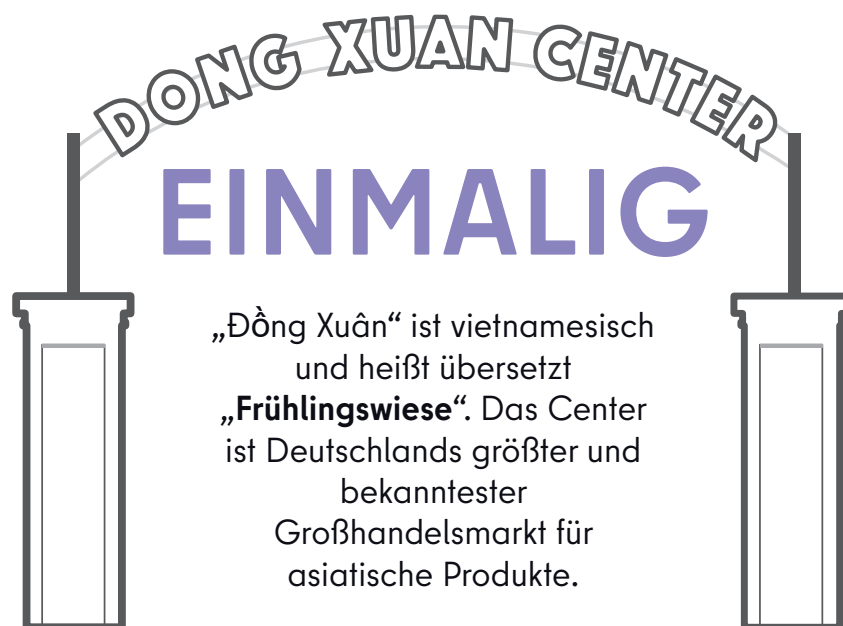 DONG XUAN CENTER
EINMALIG
„Đồng Xuân“ ist vietnamesisch
und heißt übersetzt
„Frühlingswiese“. Das Center
ist Deutschlands größter und
bekanntester
Großhandelsmarkt für
asiatische Produkte.